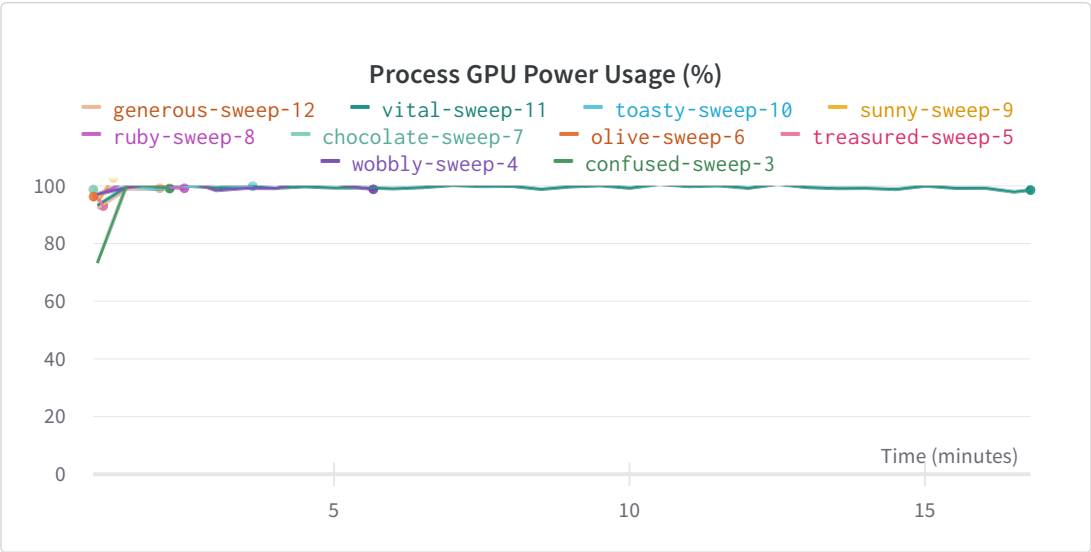 Process GPU Power Usage (%)
generous-sweep-12 vital-sweep-11 toasty-sweep-10 sunny-sweep-9
ruby-sweep-8 chocolate-sweep-7 olive-sweep-6 treasured-sweep-5
wobbly-sweep-4 confused-sweep-3
100
80
60
40
20
0
Time (minutes)
5 10 15